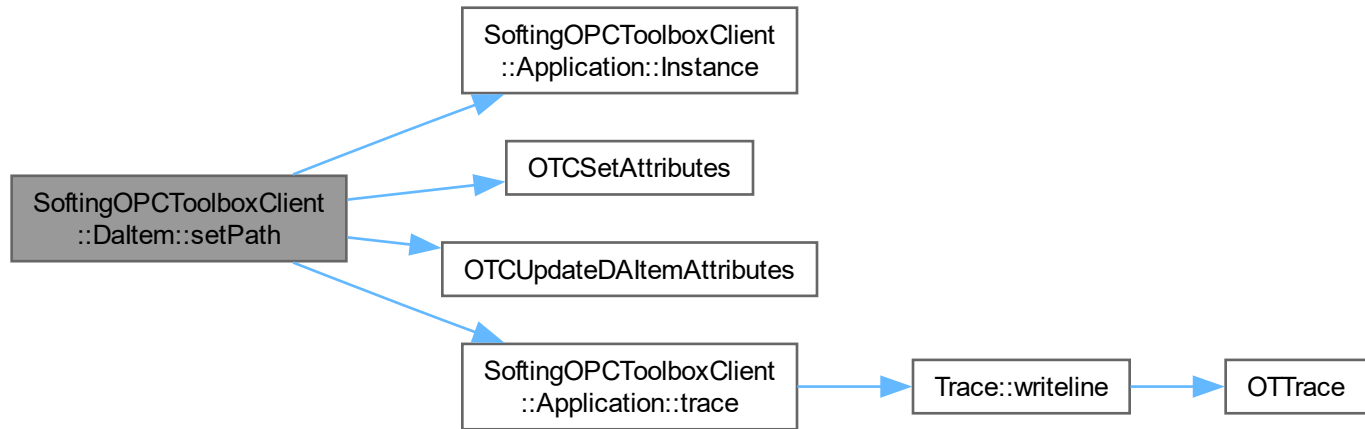 SoftingOPCToolboxClient
::Application::Instance
OTCSetAttributes
SoftingOPCToolboxClient
::DaItem::setPath
OTCUpdateDAItemAttributes
SoftingOPCToolboxClient
::Application::trace
Trace::writeline
OTTrace